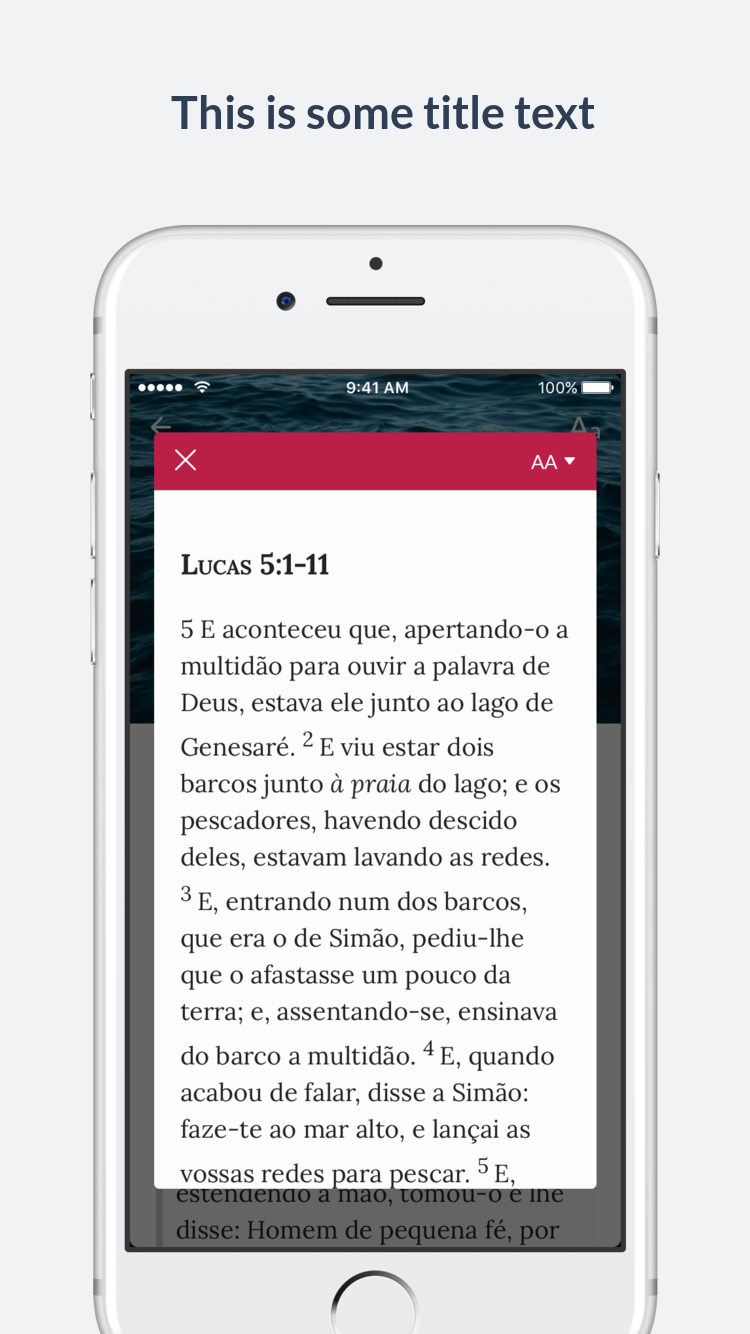 This is some title text
9:41 AM
100%
Aa
AA
Lucas 5:1-11
5 E aconteceu que, apertando-o a
multidão para ouvir a palavra de
Deus, estava ele junto ao lago de
Genesaré. 2 E viu estar dois
barcos junto à praia do lago; e os
pescadores, havendo descido
deles, estavam lavando as redes.
3 E, entrando num dos barcos,
que era o de Simão, pediu-lhe
que o afastasse um pouco da
terra; e, assentando-se, ensinava
do barco a multidão. 4 E, quando
acabou de falar, disse a Simão:
faze-te ao mar alto, e lançai as
vossas redes para pescar. 5 E,
estendendo a mão, tomou-o e lhe
disse: Homem de pequena fé, por